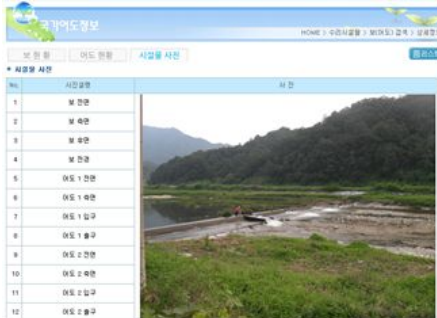 국가어도정보
HOME > 수리시설물 > 보(어도) 검색 > 상세정
보 현황 어도 현황 시설물 사진
시설물 사진
No. 사진설명 사진
1 보 전면
2 보 측면
3 보 후면
4 보 전경
5 어도 1 전면
6 어도 1 측면
7 어도 1 입구
8 어도 1 출구
9 어도 2 전면
10 어도 2 측면
11 어도 2 입구
12 어도 2 출구